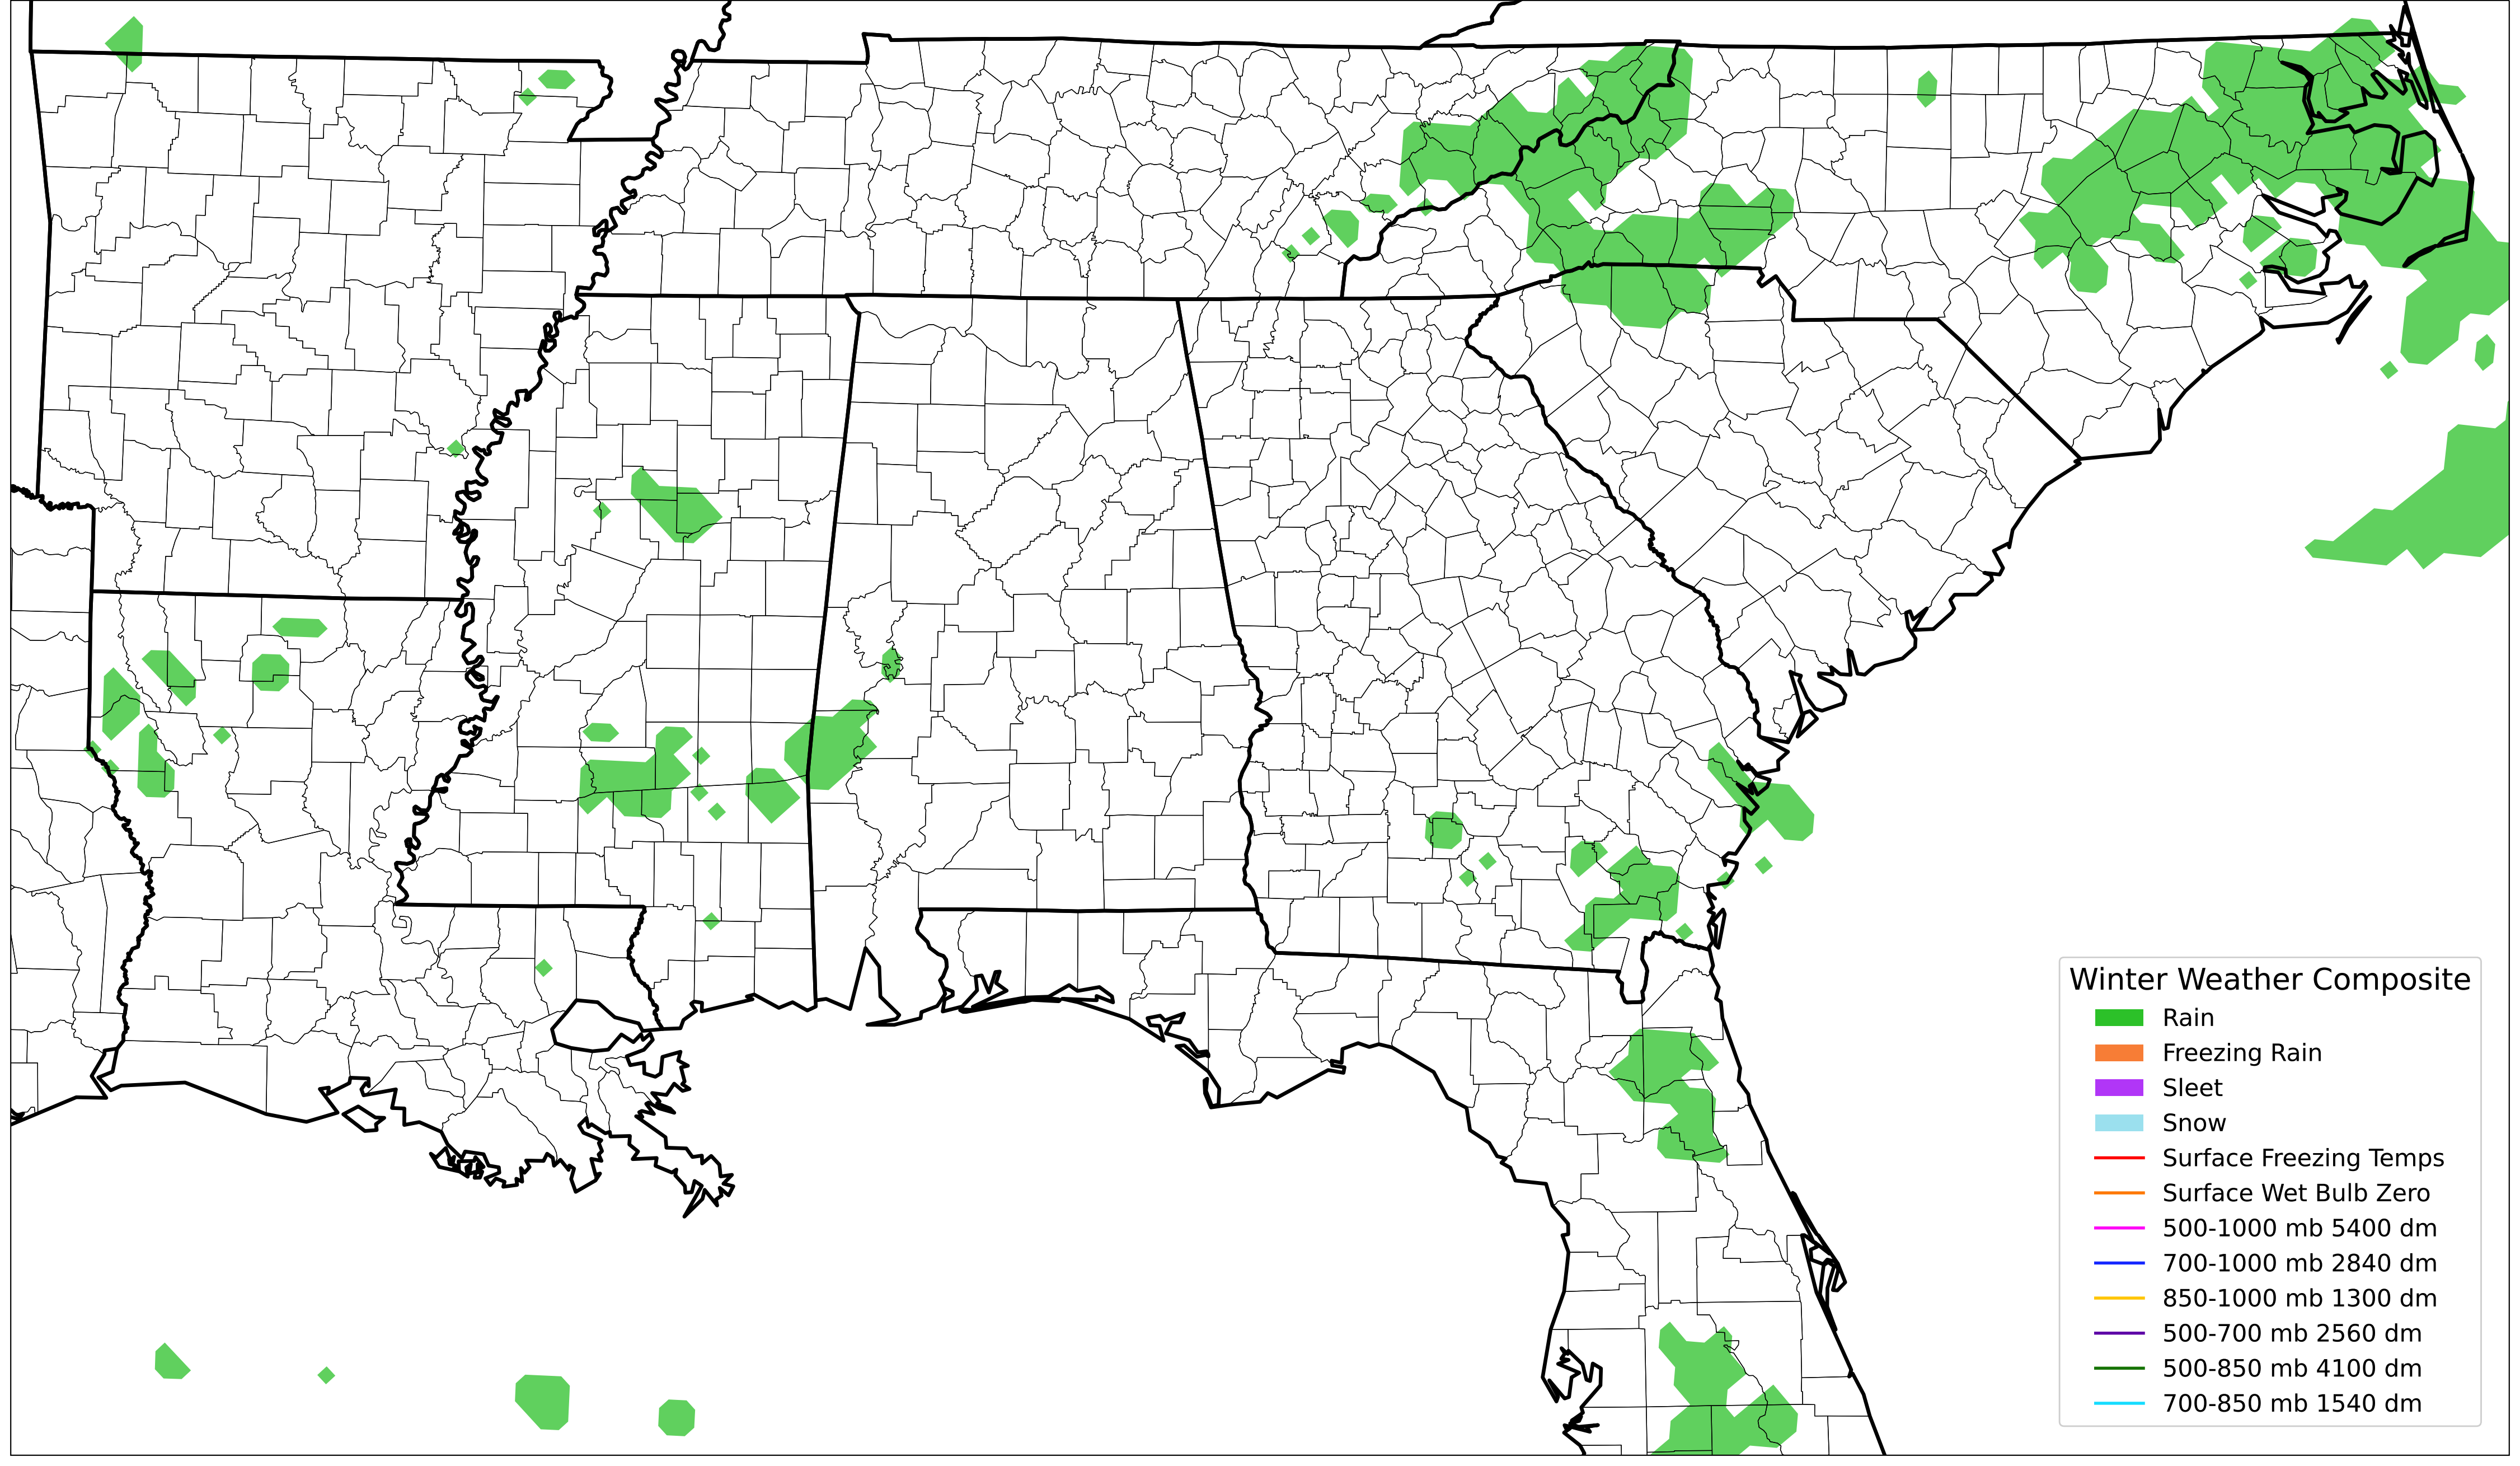 Winter Weather Composite
Rain
Freezing Rain
Sleet
Snow
Surface Freezing Temps
Surface Wet Bulb Zero
500-1000 mb 5400 dm
700-1000 mb 2840 dm
850-1000 mb 1300 dm
500-700 mb 2560 dm
500-850 mb 4100 dm
700-850 mb 1540 dm